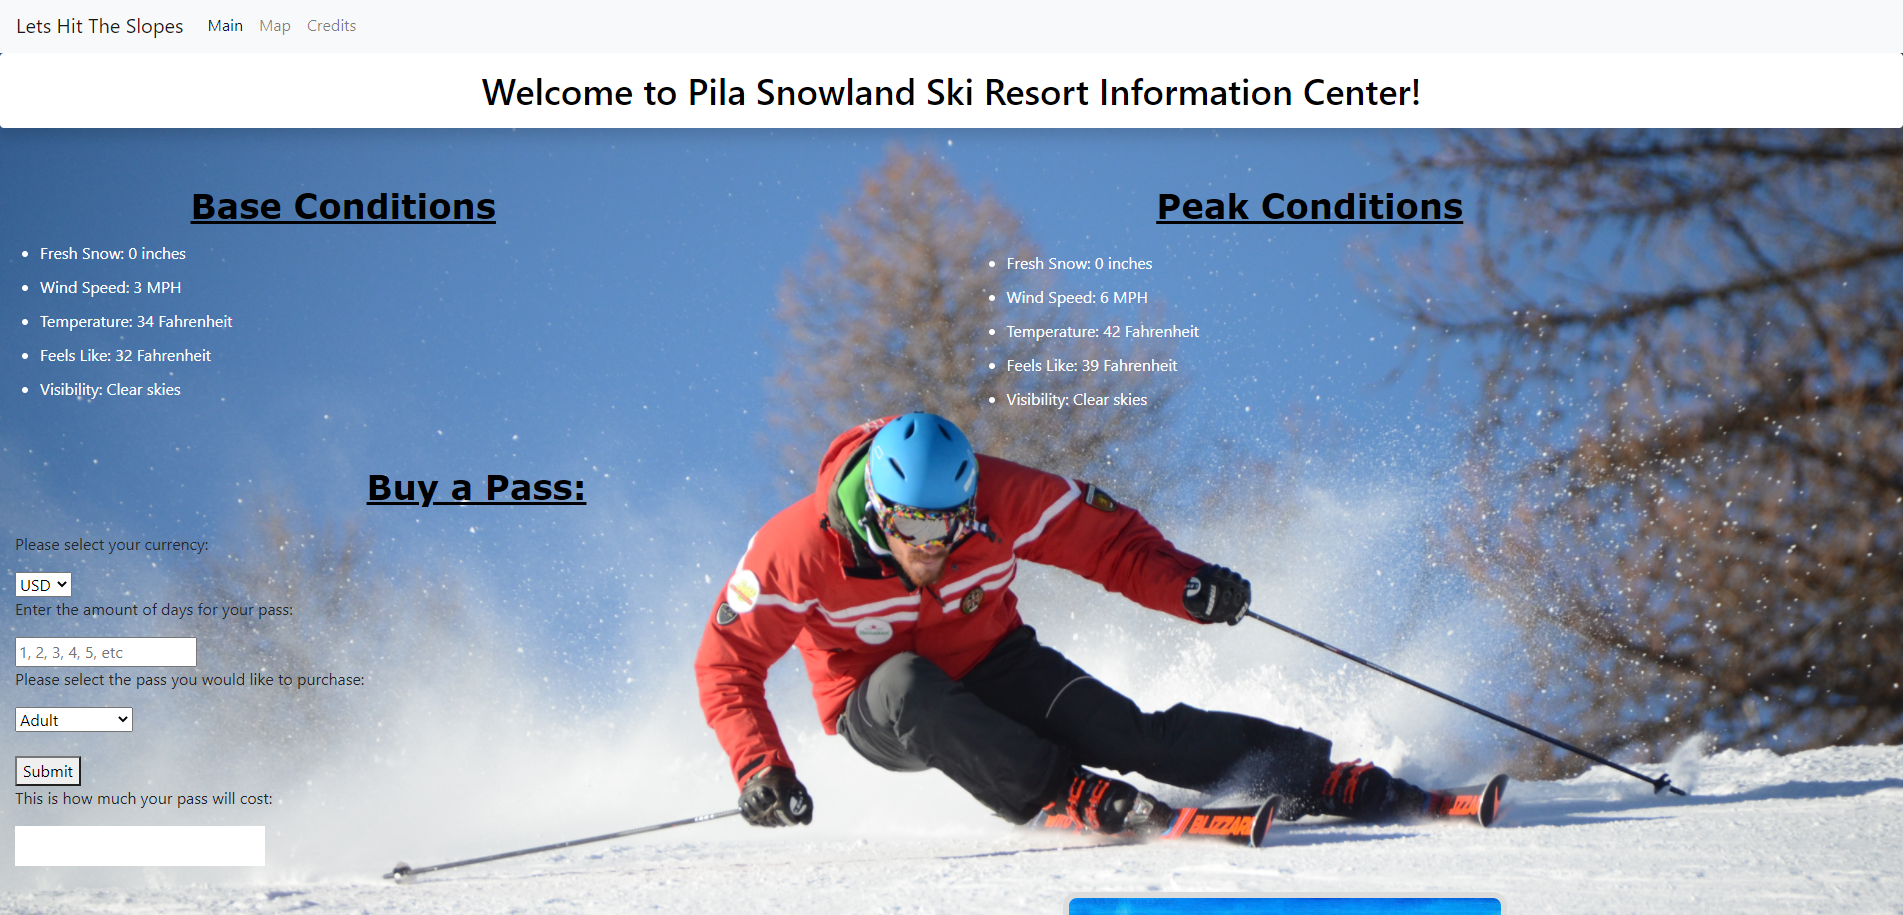 Lets Hit The Slopes Main Map Credits
Welcome to Pila Snowland Ski Resort Information Center!
Base Conditions
Fresh Snow: 0 inches
Wind Speed: 3 MPH
Temperature: 34 Fahrenheit
Feels Like: 32 Fahrenheit
Visibility: Clear skies
Peak Conditions
Fresh Snow: 0 inches
Wind Speed: 6 MPH
Temperature: 42 Fahrenheit
Feels Like: 39 Fahrenheit
Visibility: Clear skies
Buy a Pass:
Please select your currency:
USD
Enter the amount of days for your pass:
1, 2, 3, 4, 5, etc
Please select the pass you would like to purchase:
Adult
Submit
This is how much your pass will cost:
BLIZZARD